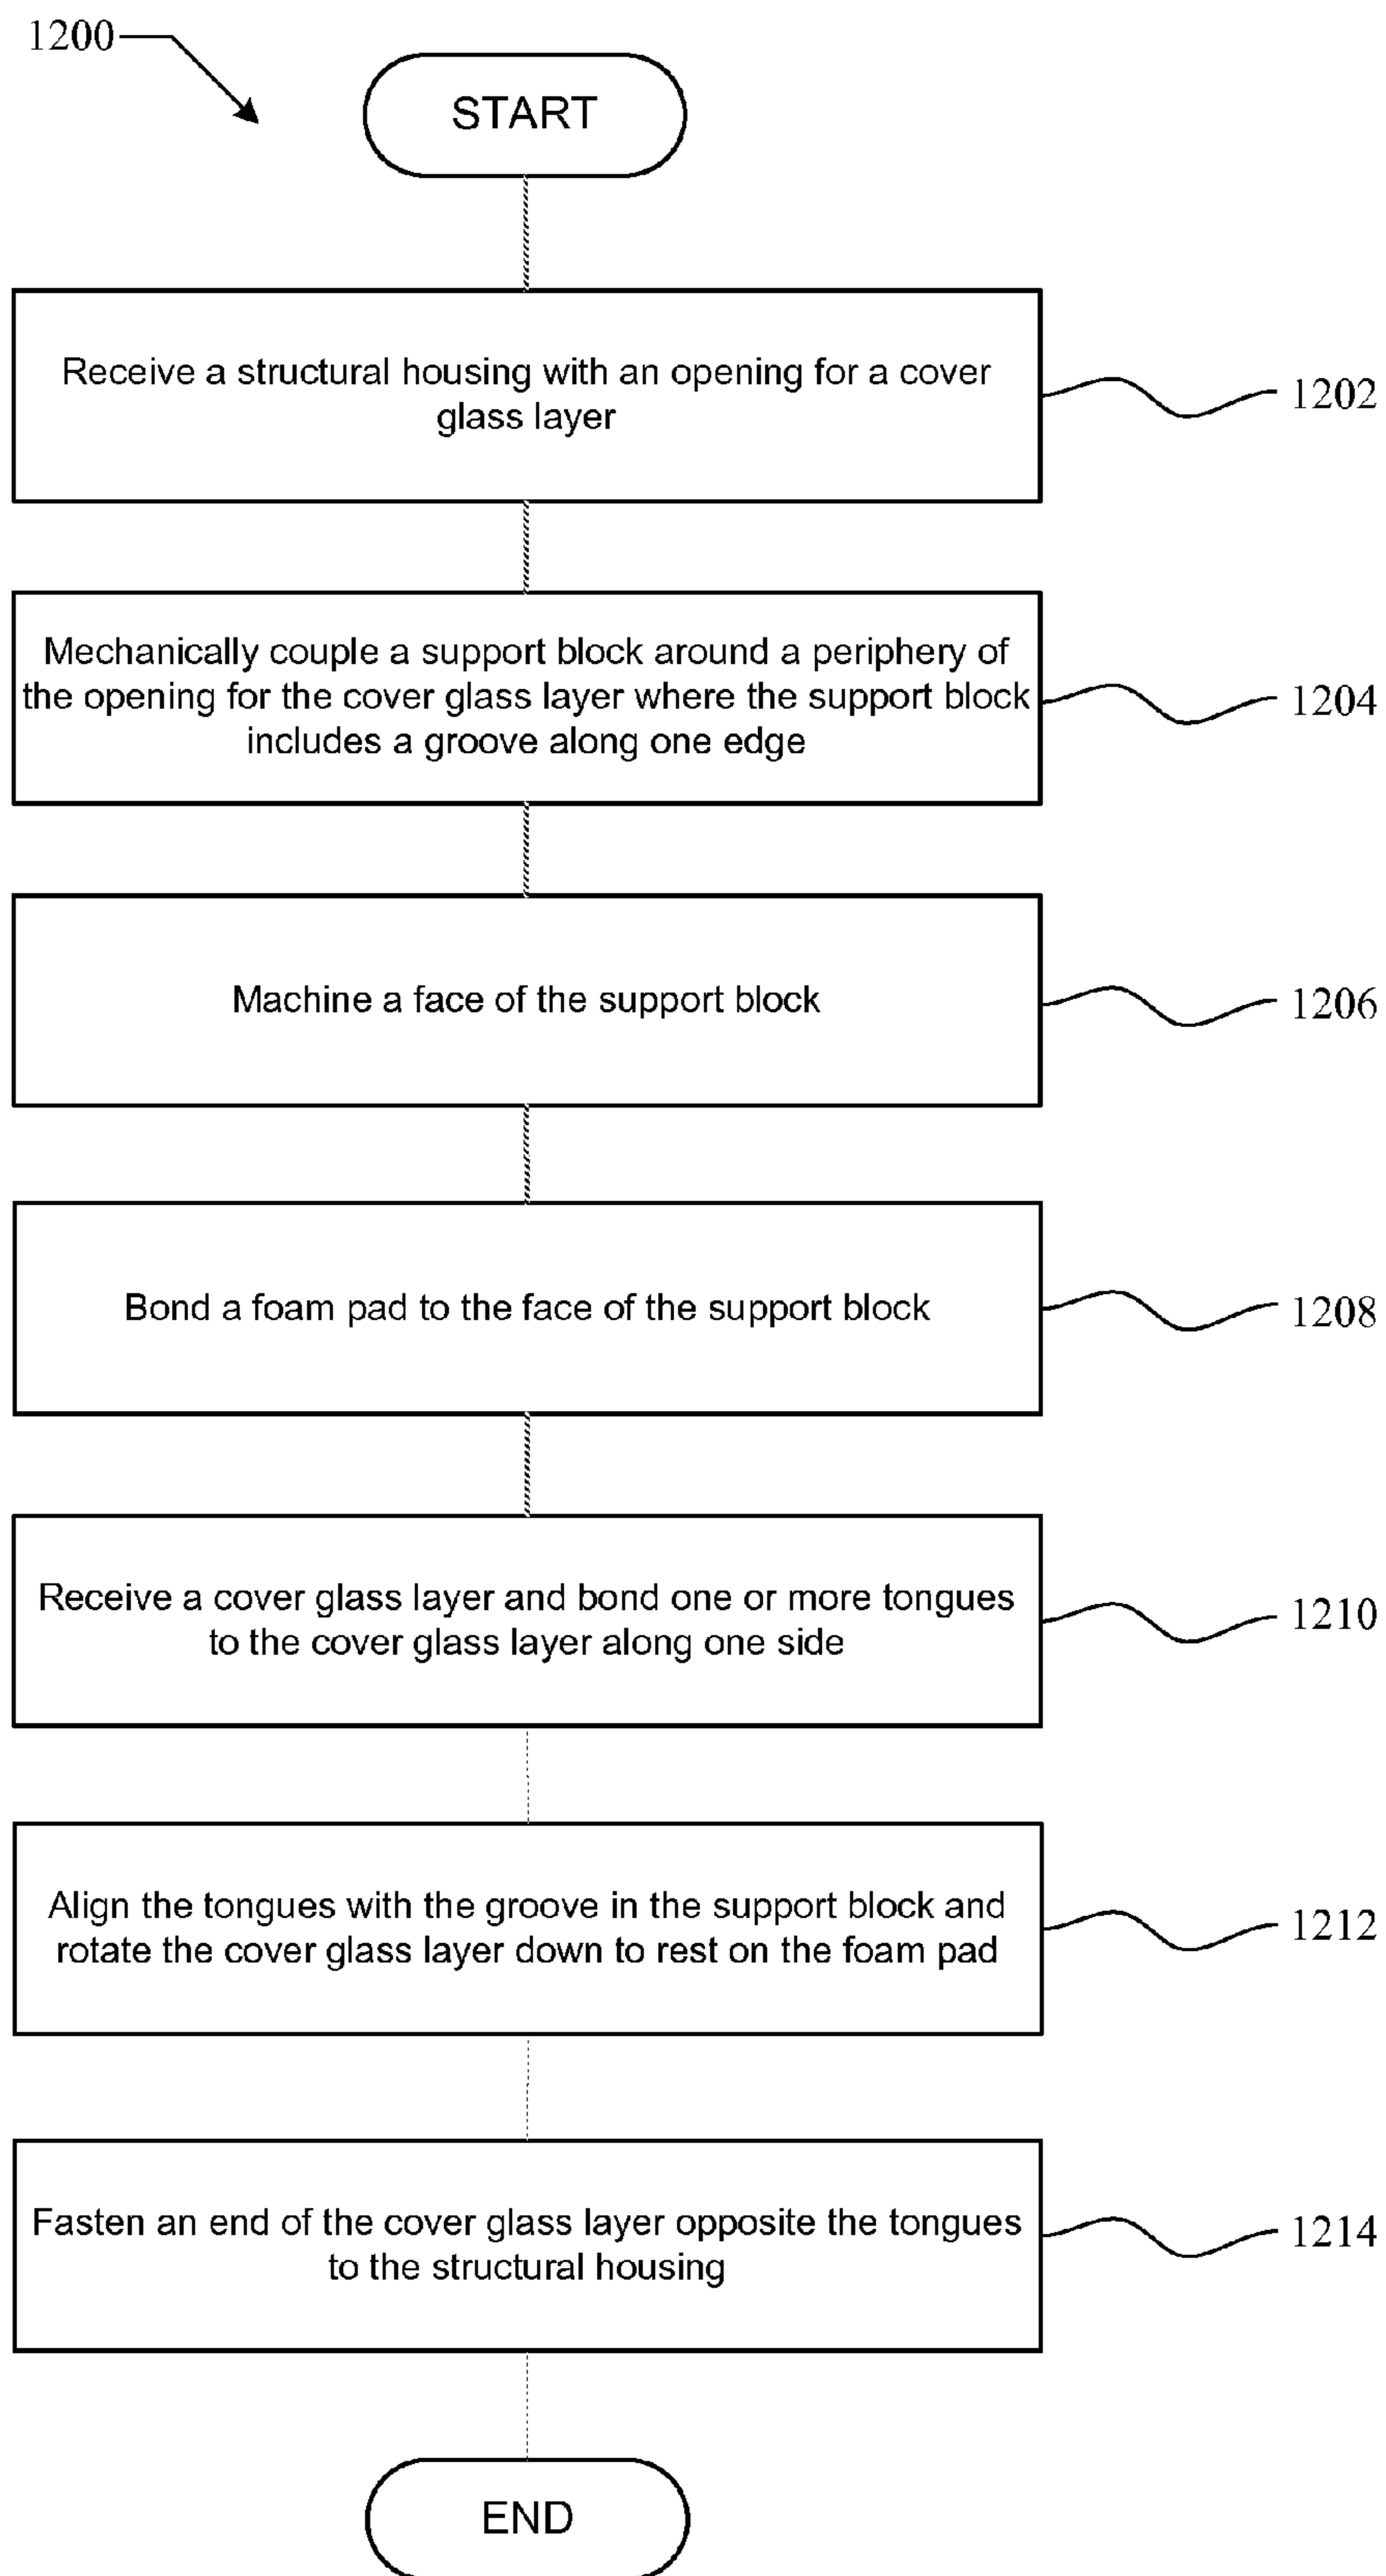 1200
START
Receive a structural housing with an opening for a cover
glass layer
1202
Mechanically couple a support block around a periphery of
the opening for the cover glass layer where the support block
includes a groove along one edge
1204
Machine a face of the support block
1206
Bond a foam pad to the face of the support block
1208
Receive a cover glass layer and bond one or more tongues
to the cover glass layer along one side
1210
Align the tongues with the groove in the support block and
rotate the cover glass layer down to rest on the foam pad
1212
Fasten an end of the cover glass layer opposite the tongues
to the structural housing
1214
END